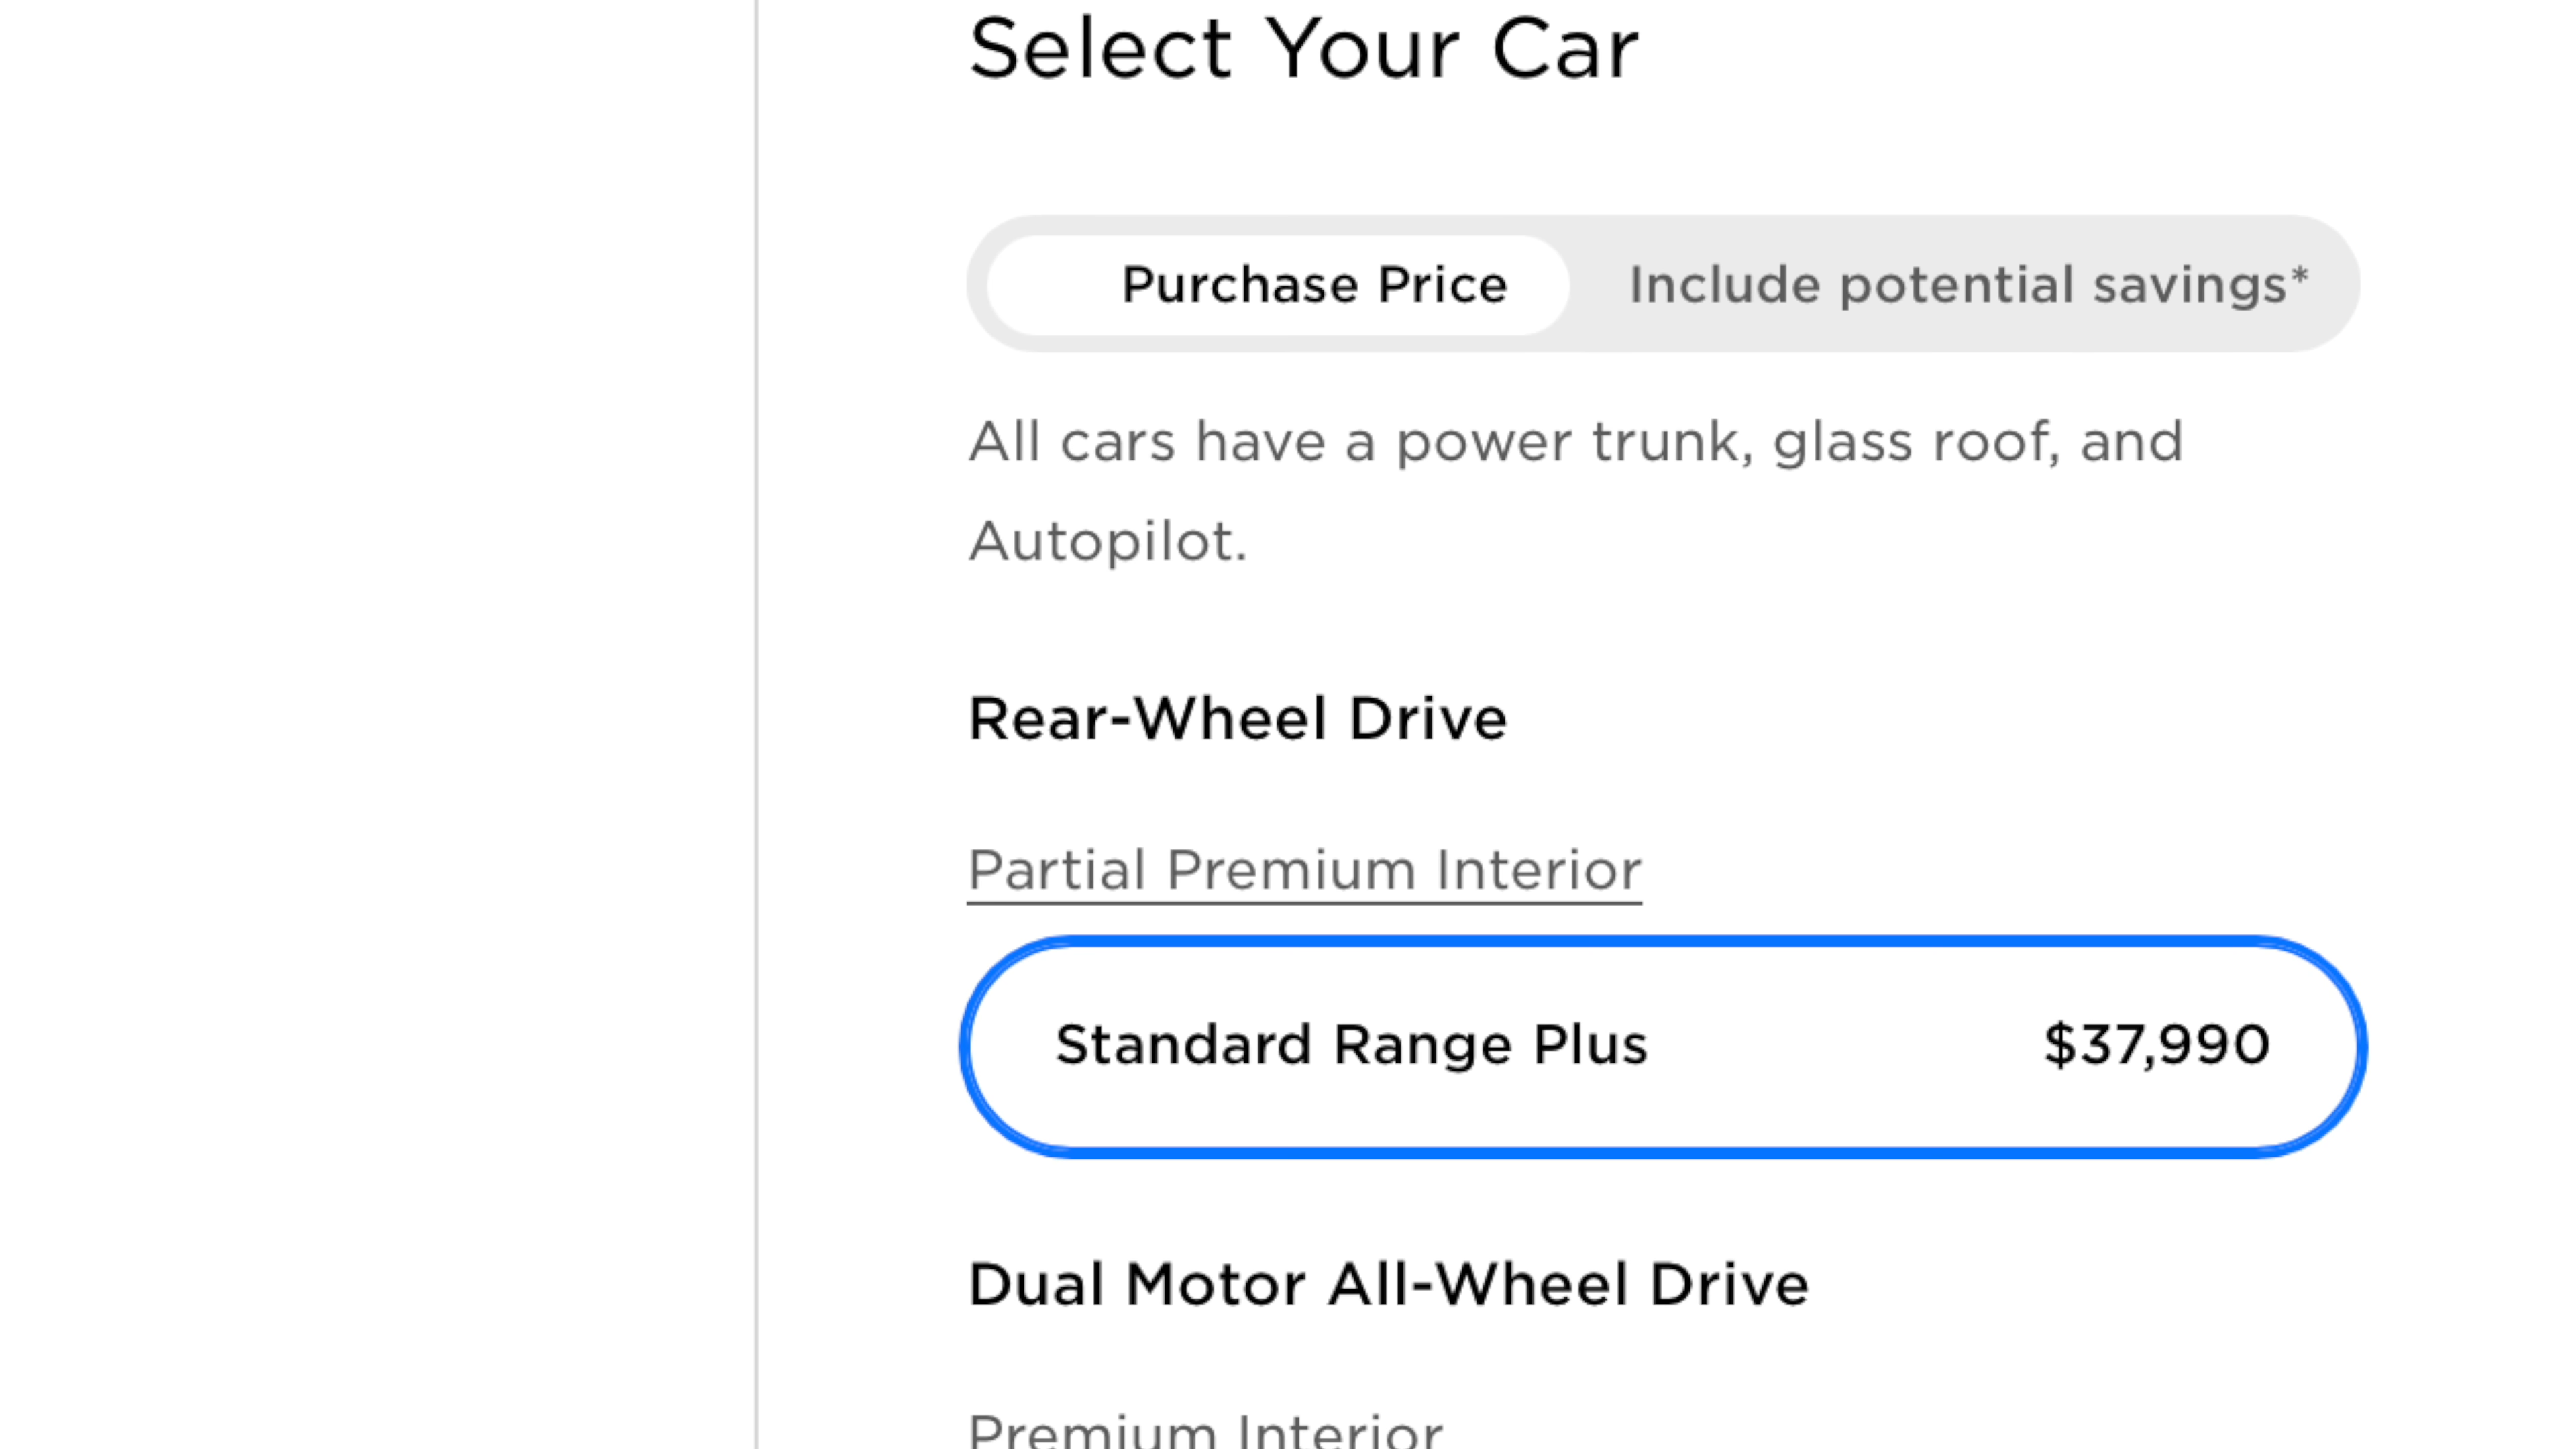 Select Your Car
Purchase Price Include potential savings*
All cars have a power trunk, glass roof, and
Autopilot.
Rear-Wheel Drive
Partial Premium Interior
Standard Range Plus $37,990
Dual Motor All-Wheel Drive
Premium Interior